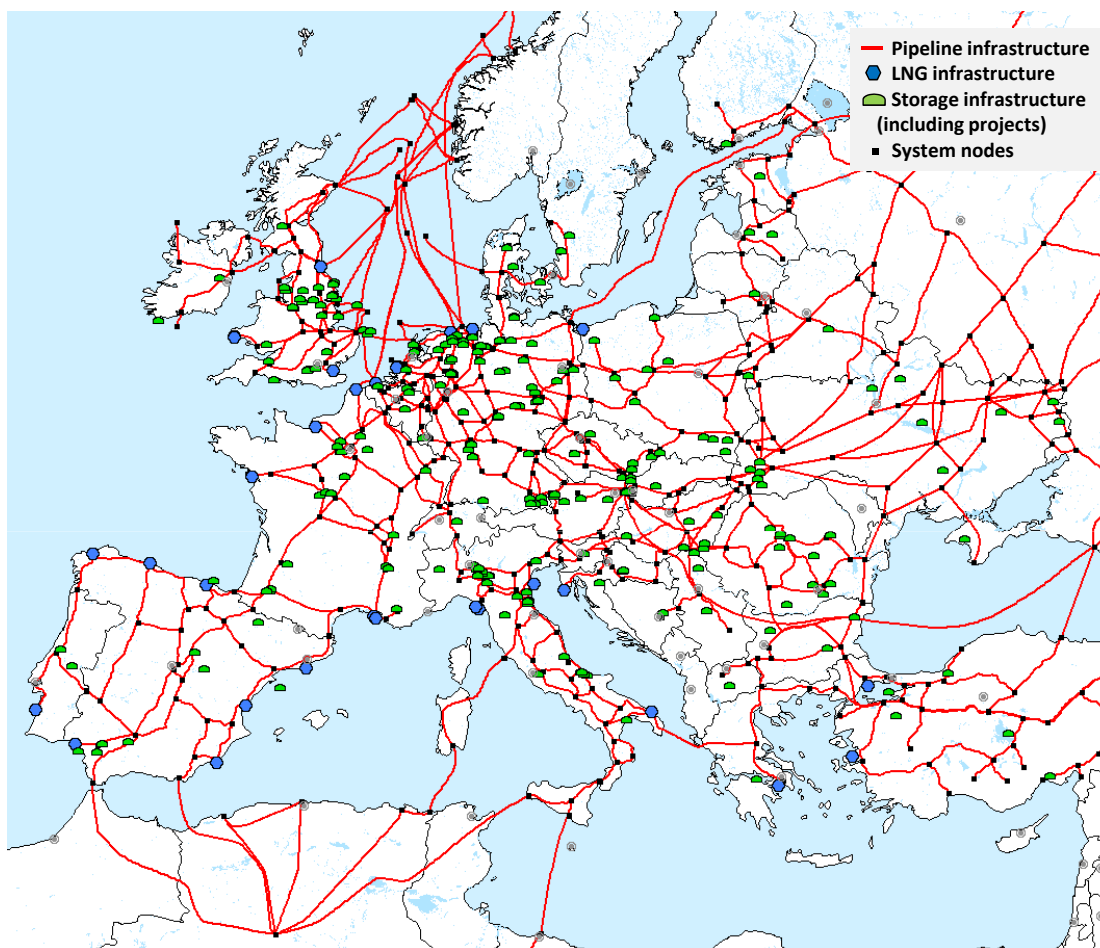 Pipeline infrastructure
LNG infrastructure
Storage infrastructure
(including projects)
System nodes